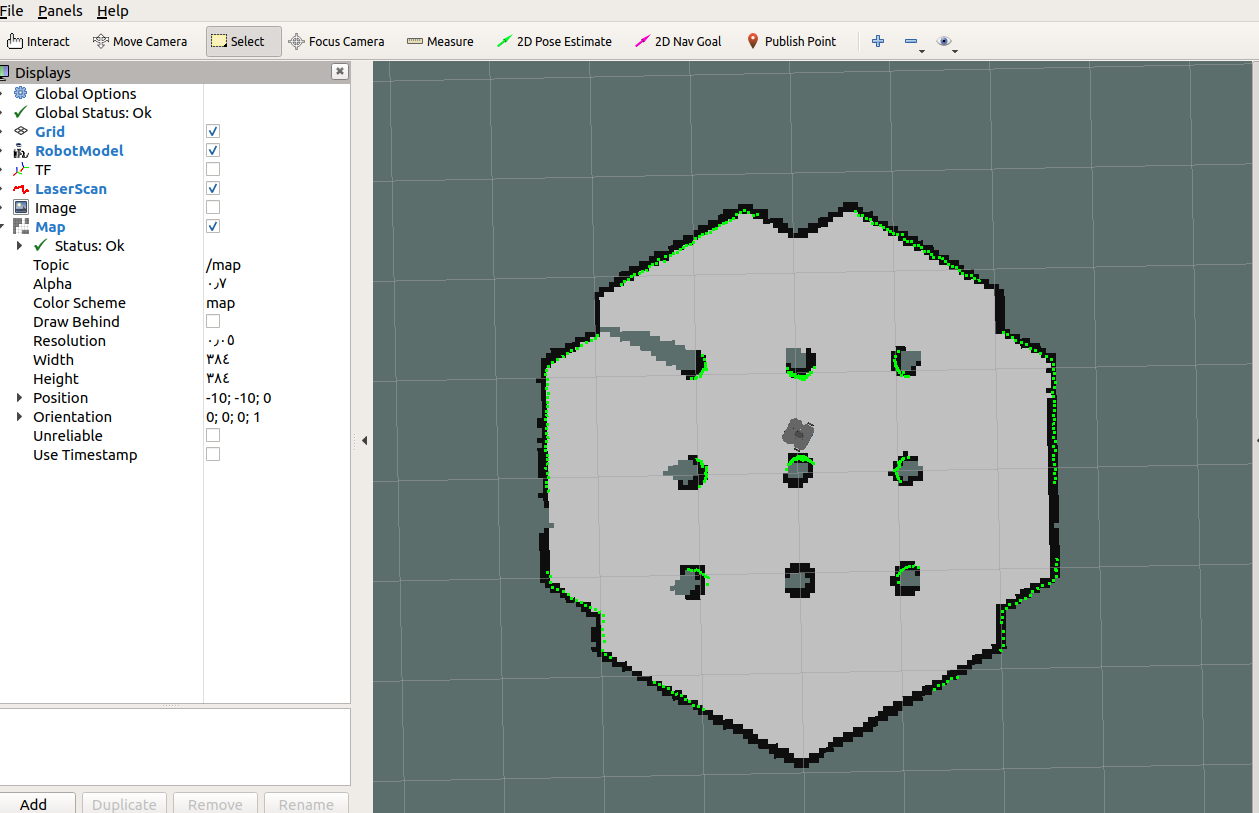 File Panels Help
Interact Move Camera Select Focus Camera Measure 2D Pose Estimate 2D Nav Goal Publish Point
Displays
Global Options
Global Status: Ok
Grid
RobotModel
TF
LaserScan
Image
Map
Status: Ok
Topic /map
Alpha ٠٫٧
Color Scheme map
Draw Behind
Resolution ٠٫٠٥
Width ٣٨٤
Height ٣٨٤
Position -10; -10; 0
Orientation 0; 0; 0; 1
Unreliable
Use Timestamp
Add Duplicate Remove Rename